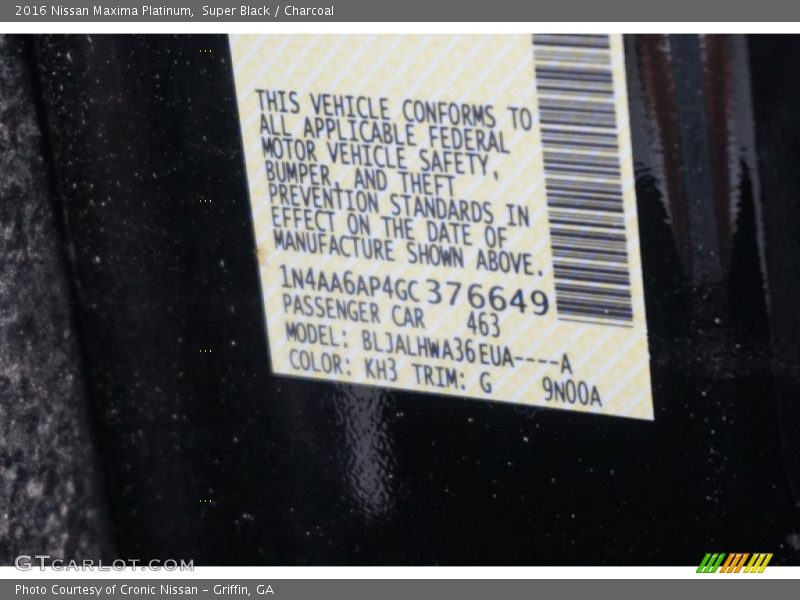 2016 Nissan Maxima Platinum,  Super Black / Charcoal
THIS VEHICLE CONFORMS TO
ALL APPLICABLE FEDERAL
MOTOR VEHICLE SAFETY,
BUMPER, AND THEFT
PREVENTION STANDARDS IN
EFFECT ON THE DATE OF
MANUFACTURE SHOWN ABOVE.
1N4AA6AP4GC376649
PASSENGER CAR 463
MODEL: BLJALHWA36EUA----A
COLOR: KH3 TRIM: G 9N00A
GTCARLOT.COM
Photo Courtesy of Cronic Nissan – Griffin, GA